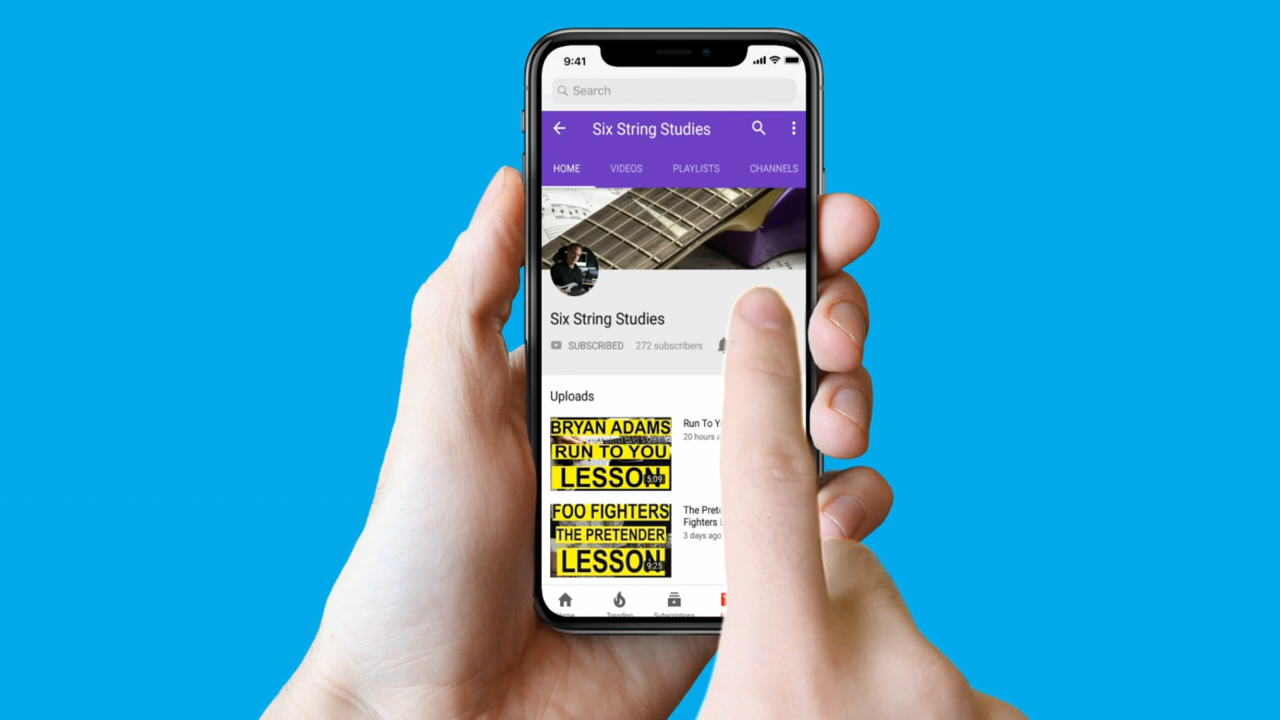 9:41
Search
Six String Studies
HOME VIDEOS PLAYLISTS CHANNELS
Six String Studies
SUBSCRIBED 272 subscribers
Uploads
BRYAN ADAMS
RUN TO YOU
LESSON
5:09
Run To Y
20 hours
FOO FIGHTERS
THE PRETENDER
LESSON
9:25
The Prete
Fighters
3 days ago
Trending Subscriptions